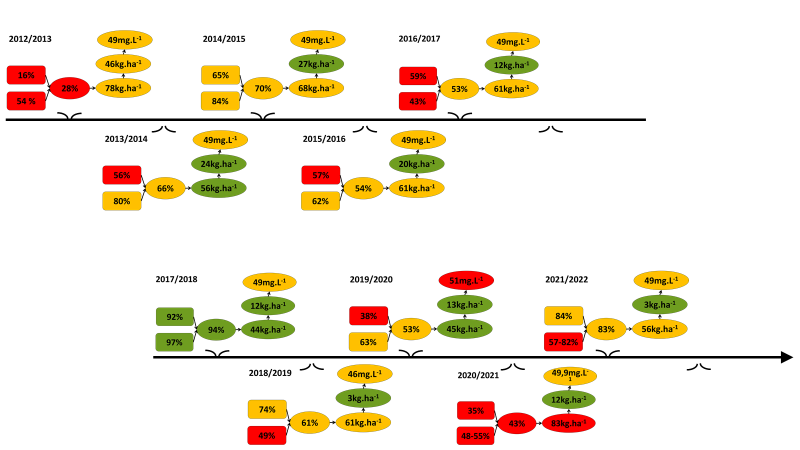 2012/2013
49mg.L⁻¹
46kg.ha⁻¹
16%
28%
78kg.ha⁻¹
54 %
2014/2015
49mg.L⁻¹
27kg.ha⁻¹
65%
70%
68kg.ha⁻¹
84%
2016/2017
49mg.L⁻¹
12kg.ha⁻¹
59%
53%
61kg.ha⁻¹
43%
2013/2014
49mg.L⁻¹
24kg.ha⁻¹
56%
66%
56kg.ha⁻¹
80%
2015/2016
49mg.L⁻¹
20kg.ha⁻¹
57%
54%
61kg.ha⁻¹
62%
2017/2018
49mg.L⁻¹
12kg.ha⁻¹
92%
94%
44kg.ha⁻¹
97%
2019/2020
51mg.L⁻¹
13kg.ha⁻¹
38%
53%
45kg.ha⁻¹
63%
2021/2022
49mg.L⁻¹
3kg.ha⁻¹
84%
83%
56kg.ha⁻¹
57-82%
2018/2019
46mg.L⁻¹
3kg.ha⁻¹
74%
61%
61kg.ha⁻¹
49%
2020/2021
49,9mg.L⁻
¹
12kg.ha⁻¹
35%
43%
83kg.ha⁻¹
46-55%